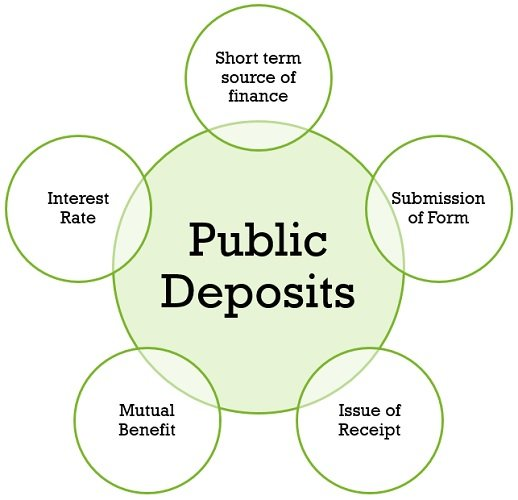 Short term
source of
finance
Interest
Rate
Submission
of Form
Public
Deposits
Mutual
Benefit
Issue of
Receipt